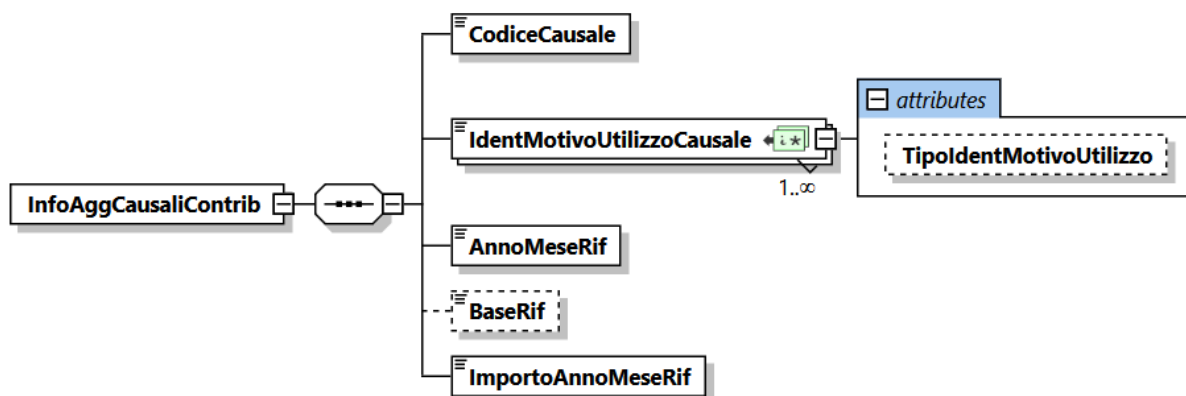 CodiceCausale
attributes
IdentMotivoUtilizzoCausale
TipoIdentMotivoUtilizzo
1..∞
InfoAggCausaliContrib
AnnoMeseRif
BaseRif
ImportoAnnoMeseRif